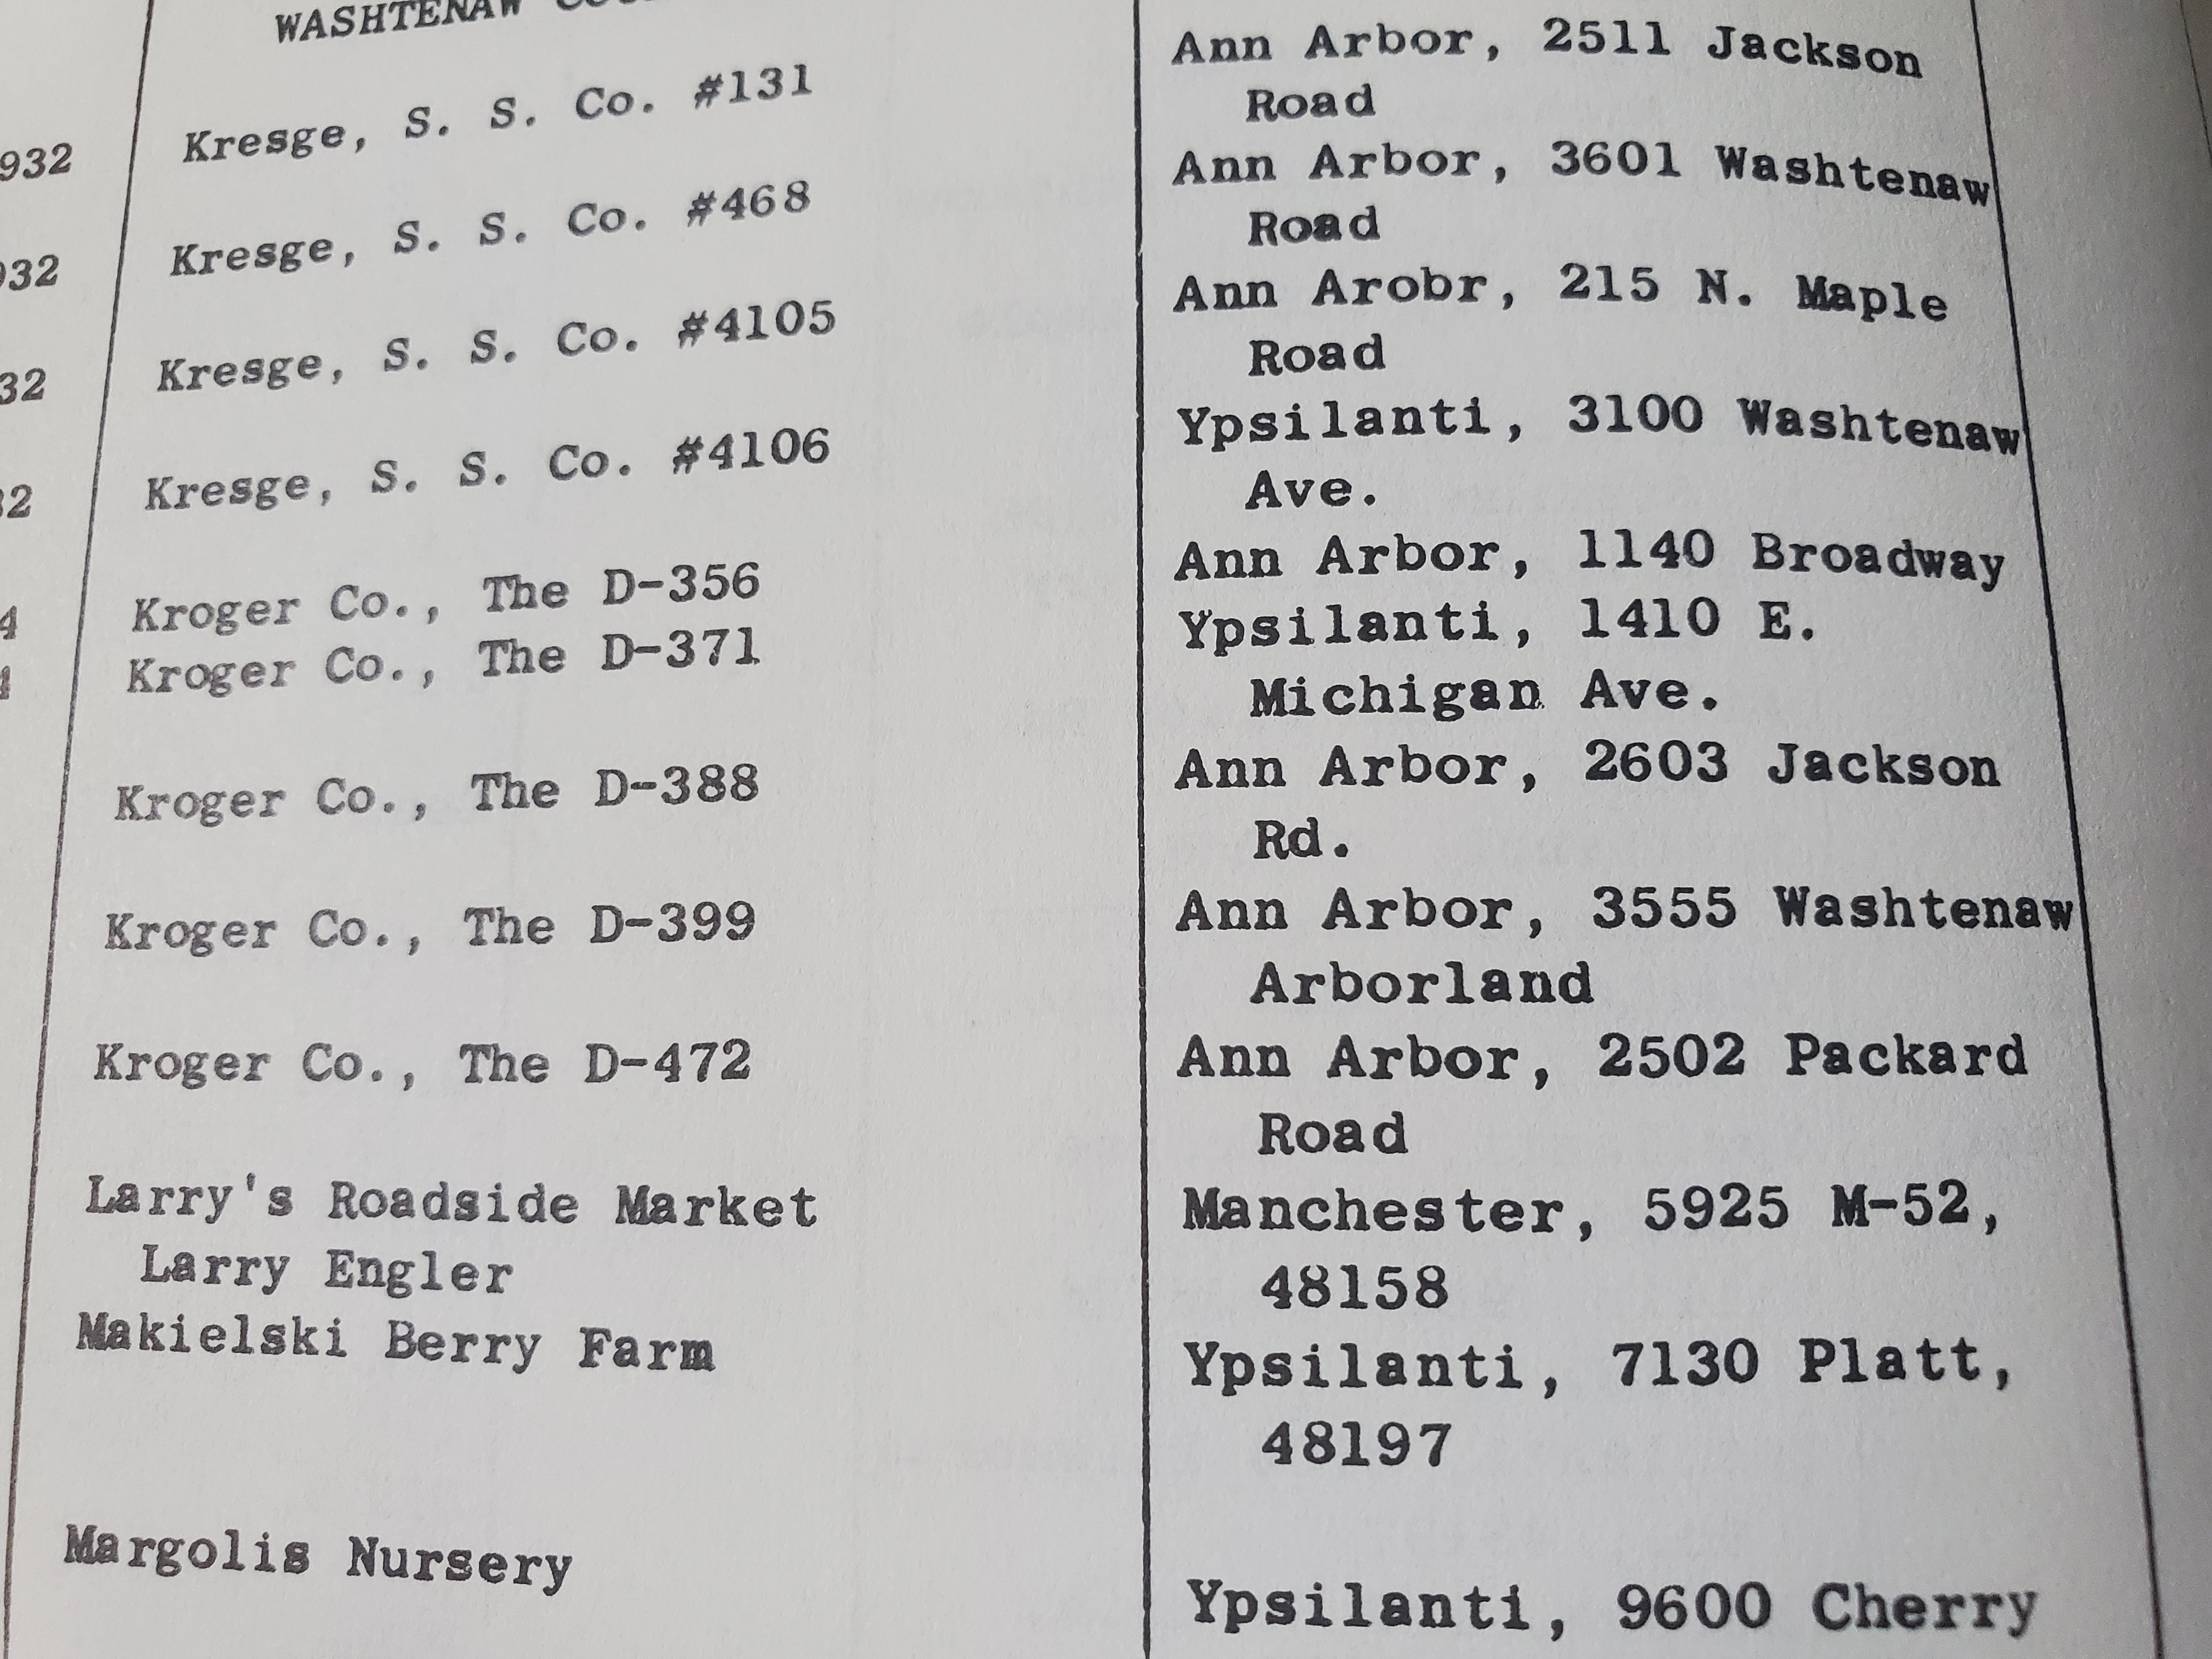 WASHTENAW
Kresge, S. S. Co. #131
Ann Arbor, 2511 Jackson
Road
932
Kresge, S. S. Co. #468
Ann Arbor, 3601 Washtenaw
Road
932
Kresge, S. S. Co. #4105
Ann Arobr, 215 N. Maple
Road
32
Kresge, S. S. Co. #4106
Ypsilanti, 3100 Washtenaw
Ave.
32
Kroger Co., The D-356
Ann Arbor, 1140 Broadway
4
Kroger Co., The D-371
Ypsilanti, 1410 E.
Michigan Ave.
4
Kroger Co., The D-388
Ann Arbor, 2603 Jackson
Rd.
Kroger Co., The D-399
Ann Arbor, 3555 Washtenaw
Arborland
Kroger Co., The D-472
Ann Arbor, 2502 Packard
Road
Larry's Roadside Market
Larry Engler
Manchester, 5925 M-52,
48158
Makielski Berry Farm
Ypsilanti, 7130 Platt,
48197
Margolis Nursery
Ypsilanti, 9600 Cherry